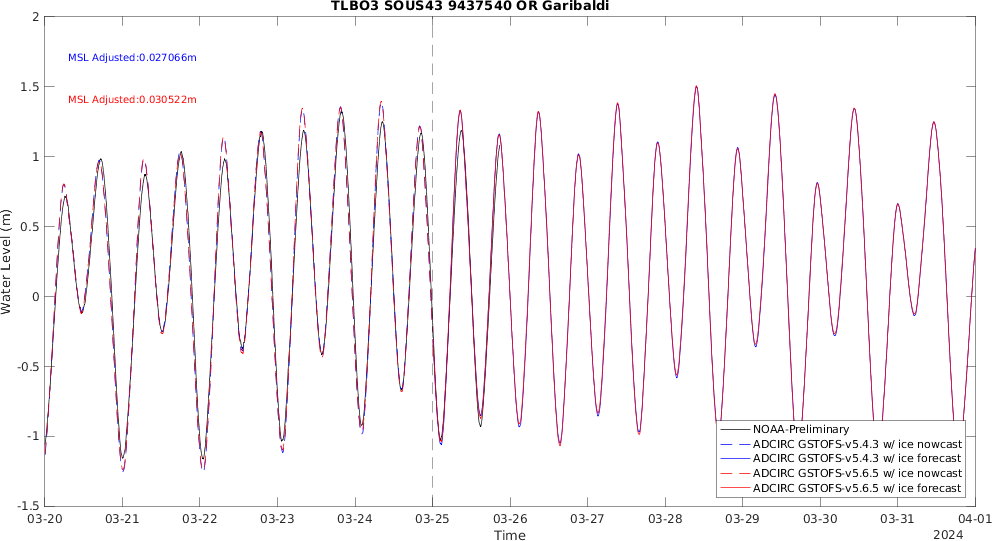 TLBO3 SOUS43 9437540 OR Garibaldi
MSL Adjusted:0.027066m
MSL Adjusted:0.030522m
Water Level (m)
2
1.5
1
0.5
0
-0.5
-1
-1.5
NOAA-Preliminary
ADCIRC GSTOFS-v5.4.3 w/ ice nowcast
ADCIRC GSTOFS-v5.4.3 w/ ice forecast
ADCIRC GSTOFS-v5.6.5 w/ ice nowcast
ADCIRC GSTOFS-v5.6.5 w/ ice forecast
03-20 03-21 03-22 03-23 03-24 03-25 03-26 03-27 03-28 03-29 03-30 03-31 04-01
Time
2024